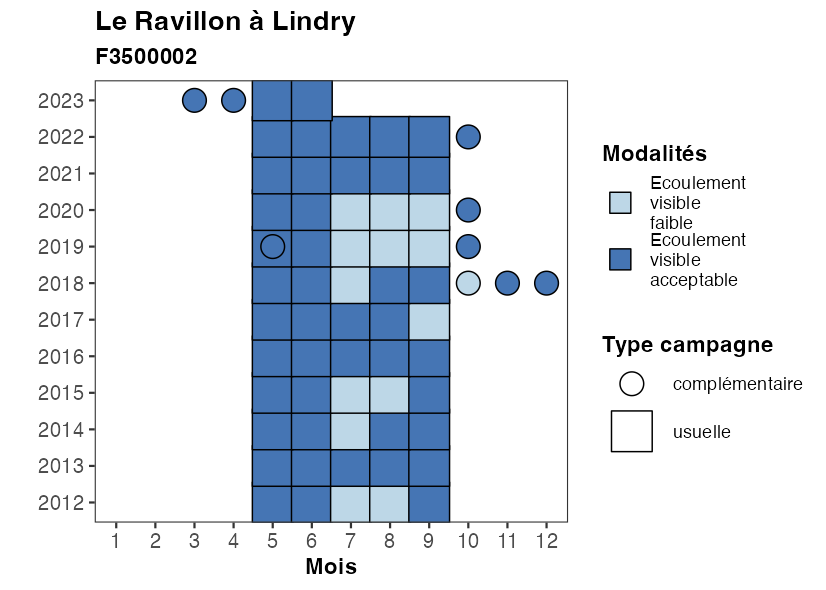 Le Ravillon à Lindry
F3500002
2023
2022
2021
2020
2019
2018
2017
2016
2015
2014
2013
2012
1 2 3 4 5 6 7 8 9 10 11 12
Mois
Modalités
Ecoulement
visible
faible
Ecoulement
visible
acceptable
Type campagne
complémentaire
usuelle